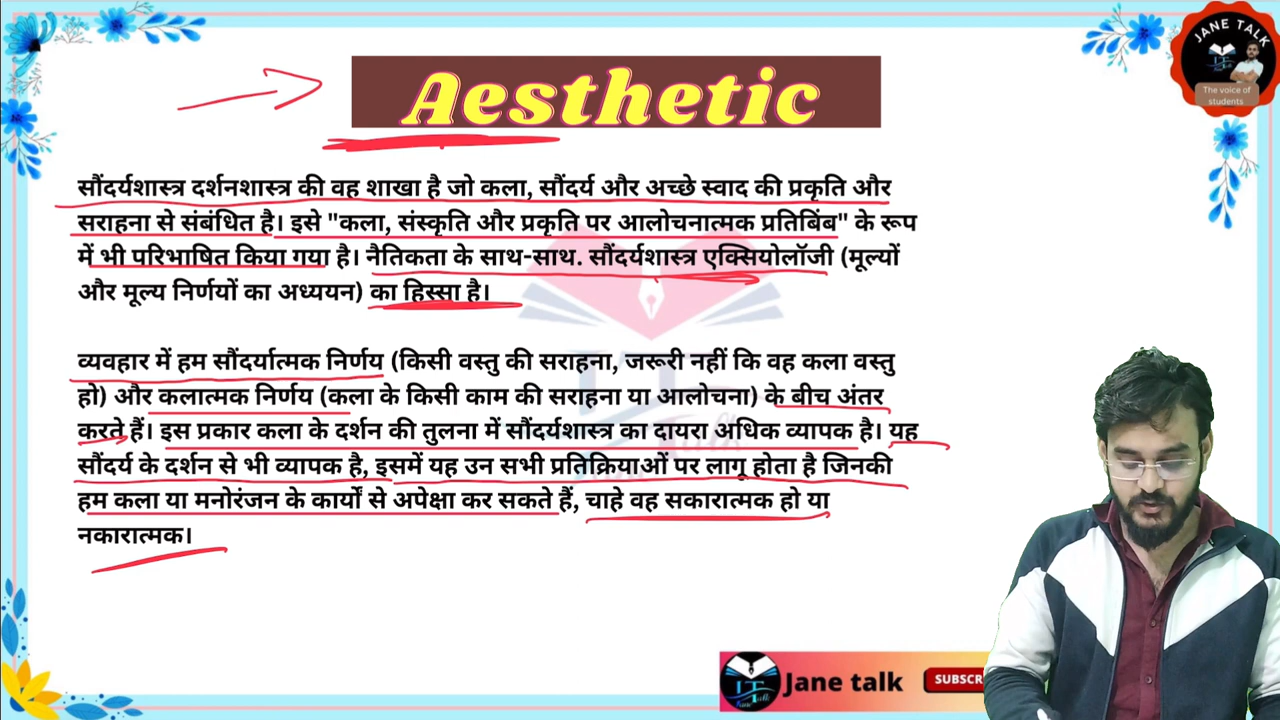 JANE TALK
The voice of
students
Aesthetic
सौंदर्यशास्त्र दर्शनशास्त्र की वह शाखा है जो कला, सौंदर्य और अच्छे स्वाद की प्रकृति और
सराहना से संबंधित है। इसे "कला, संस्कृति और प्रकृति पर आलोचनात्मक प्रतिबिंब" के रूप
में भी परिभाषित किया गया है। नैतिकता के साथ-साथ. सौंदर्यशास्त्र एक्सियोलॉजी (मूल्यों
और मूल्य निर्णयों का अध्ययन) का हिस्सा है।
व्यवहार में हम सौंदर्यात्मक निर्णय (किसी वस्तु की सराहना, जरूरी नहीं कि वह कला वस्तु
हो) और कलात्मक निर्णय (कला के किसी काम की सराहना या आलोचना) के बीच अंतर
करते हैं। इस प्रकार कला के दर्शन की तुलना में सौंदर्यशास्त्र का दायरा अधिक व्यापक है। यह
सौंदर्य के दर्शन से भी व्यापक है, इसमें यह उन सभी प्रतिक्रियाओं पर लागू होता है जिनकी
हम कला या मनोरंजन के कार्यों से अपेक्षा कर सकते हैं, चाहे वह सकारात्मक हो या
नकारात्मक।
Jane talk
SUBSCR